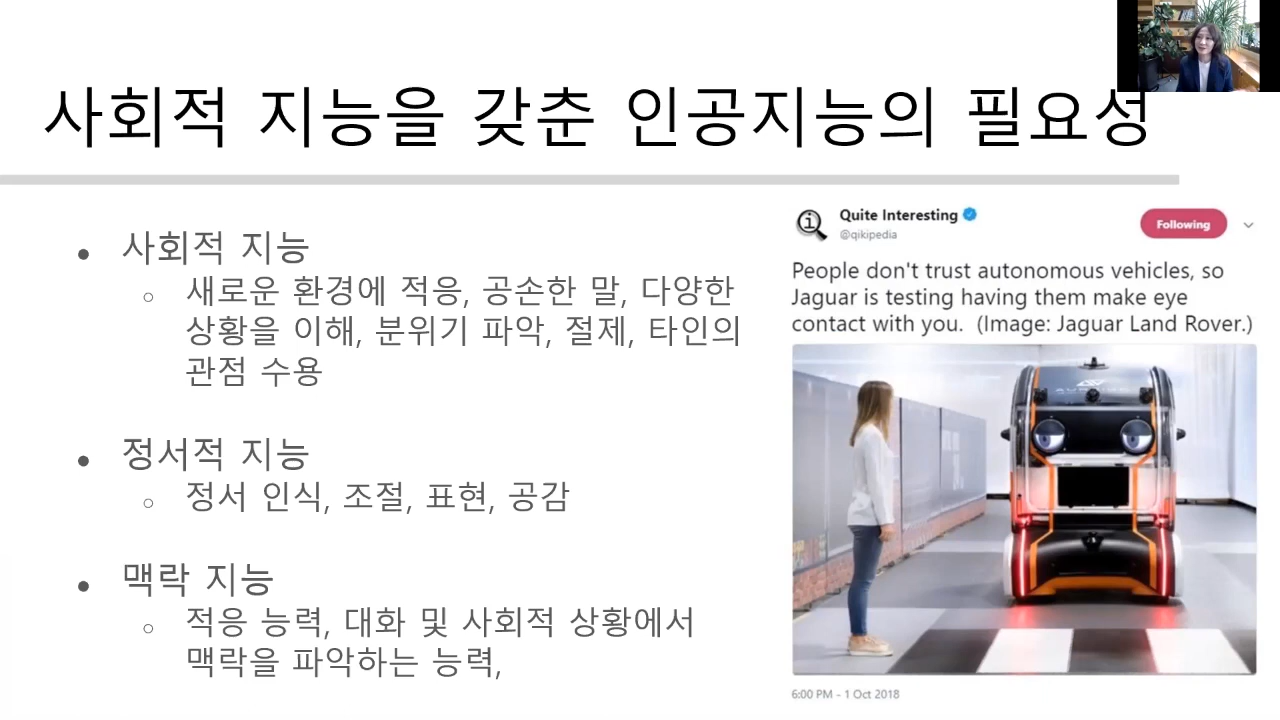 사회적 지능을 갖춘 인공지능의 필요성
● 사회적 지능
○ 새로운 환경에 적응, 공손한 말, 다양한
상황을 이해, 분위기 파악, 절제, 타인의
관점 수용
● 정서적 지능
○ 정서 인식, 조절, 표현, 공감
● 맥락 지능
○ 적응 능력, 대화 및 사회적 상황에서
맥락을 파악하는 능력,
Quite Interesting
@qikipedia
Following
People don't trust autonomous vehicles, so
Jaguar is testing having them make eye
contact with you. (Image: Jaguar Land Rover.)
6:00 PM - 1 Oct 2018